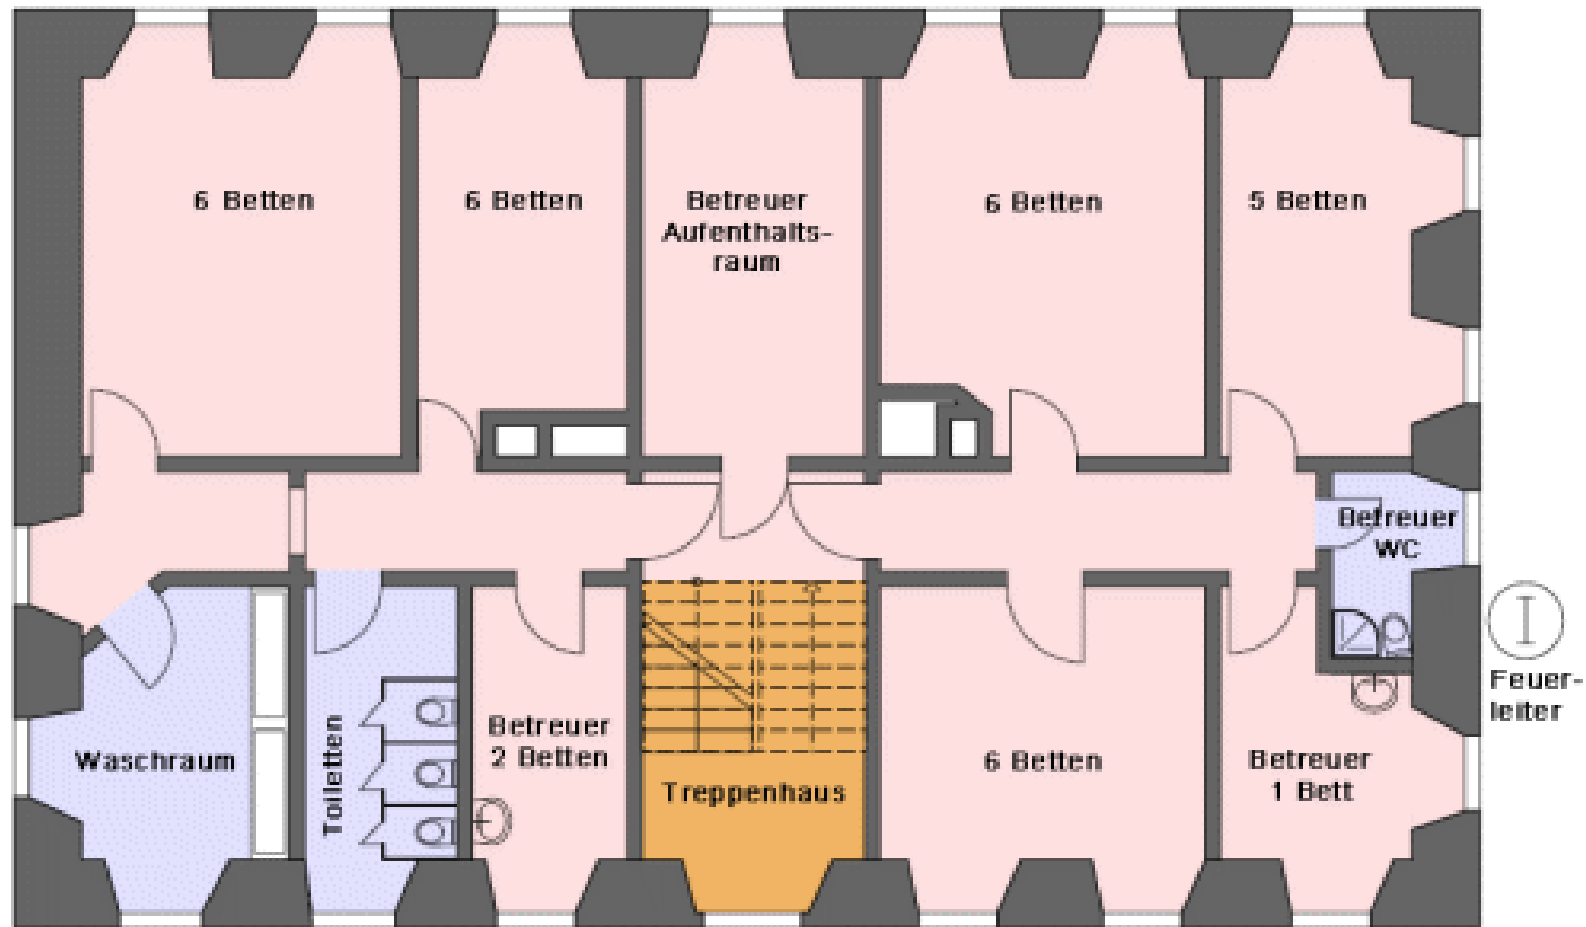 6 Betten
6 Betten
Betreuer
Aufenthalts-
raum
6 Betten
5 Betten
Betreuer
WC
Feuer-
leiter
Waschraum
Toiletten
Betreuer
2 Betten
Treppenhaus
6 Betten
Betreuer
1 Bett